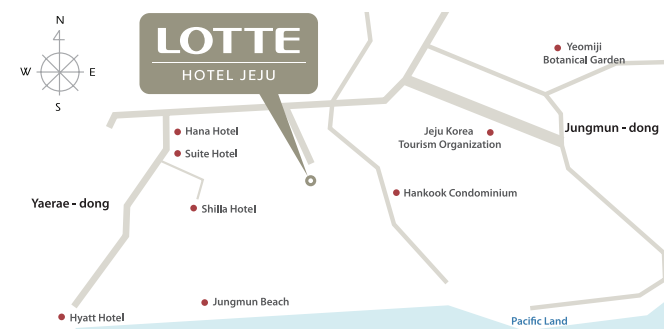 N
W
E
S
LOTTE
HOTEL JEJU
Yeomiji
Botanical Garden
Hana Hotel
Suite Hotel
Jeju Korea
Tourism Organization
Jungmun - dong
Hankook Condominium
Yaerae - dong
Shilla Hotel
Jungmun Beach
Hyatt Hotel
Pacific Land